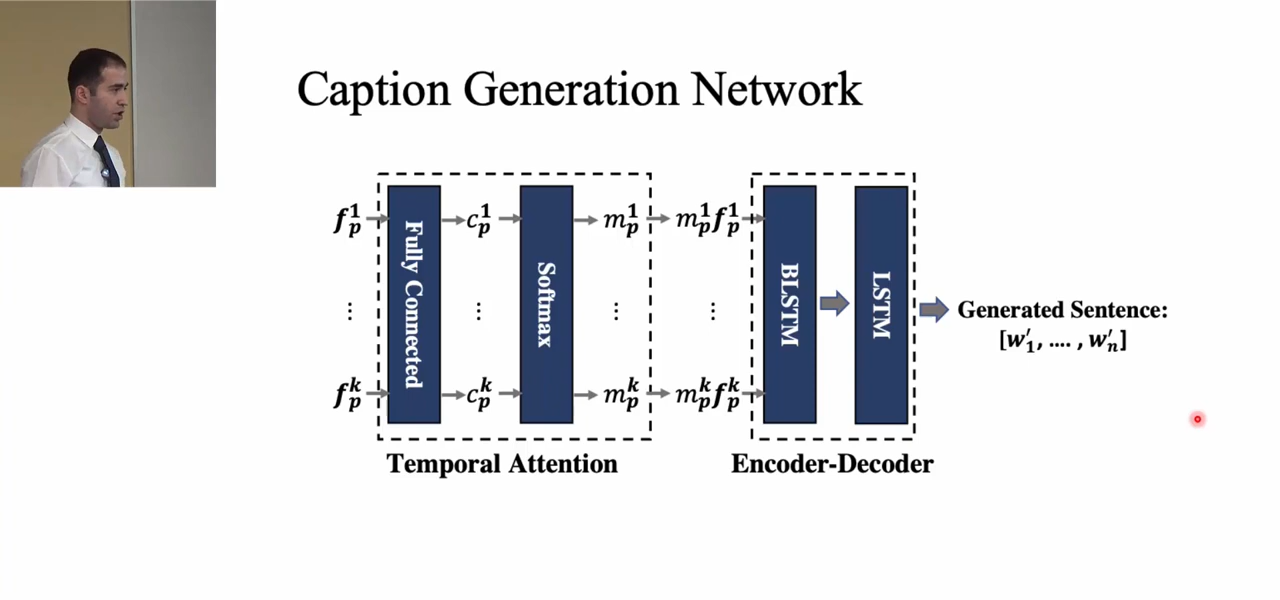 Caption Generation Network
f_p^1 c_p^1 m_p^1 m_p^1 f_p^1
Fully Connected
Softmax
BLSTM
LSTM
⋮ ⋮ ⋮ ⋮
Generated Sentence:
[w'_1, .... , w'_n]
f_p^k c_p^k m_p^k m_p^k f_p^k
Temporal Attention
Encoder-Decoder